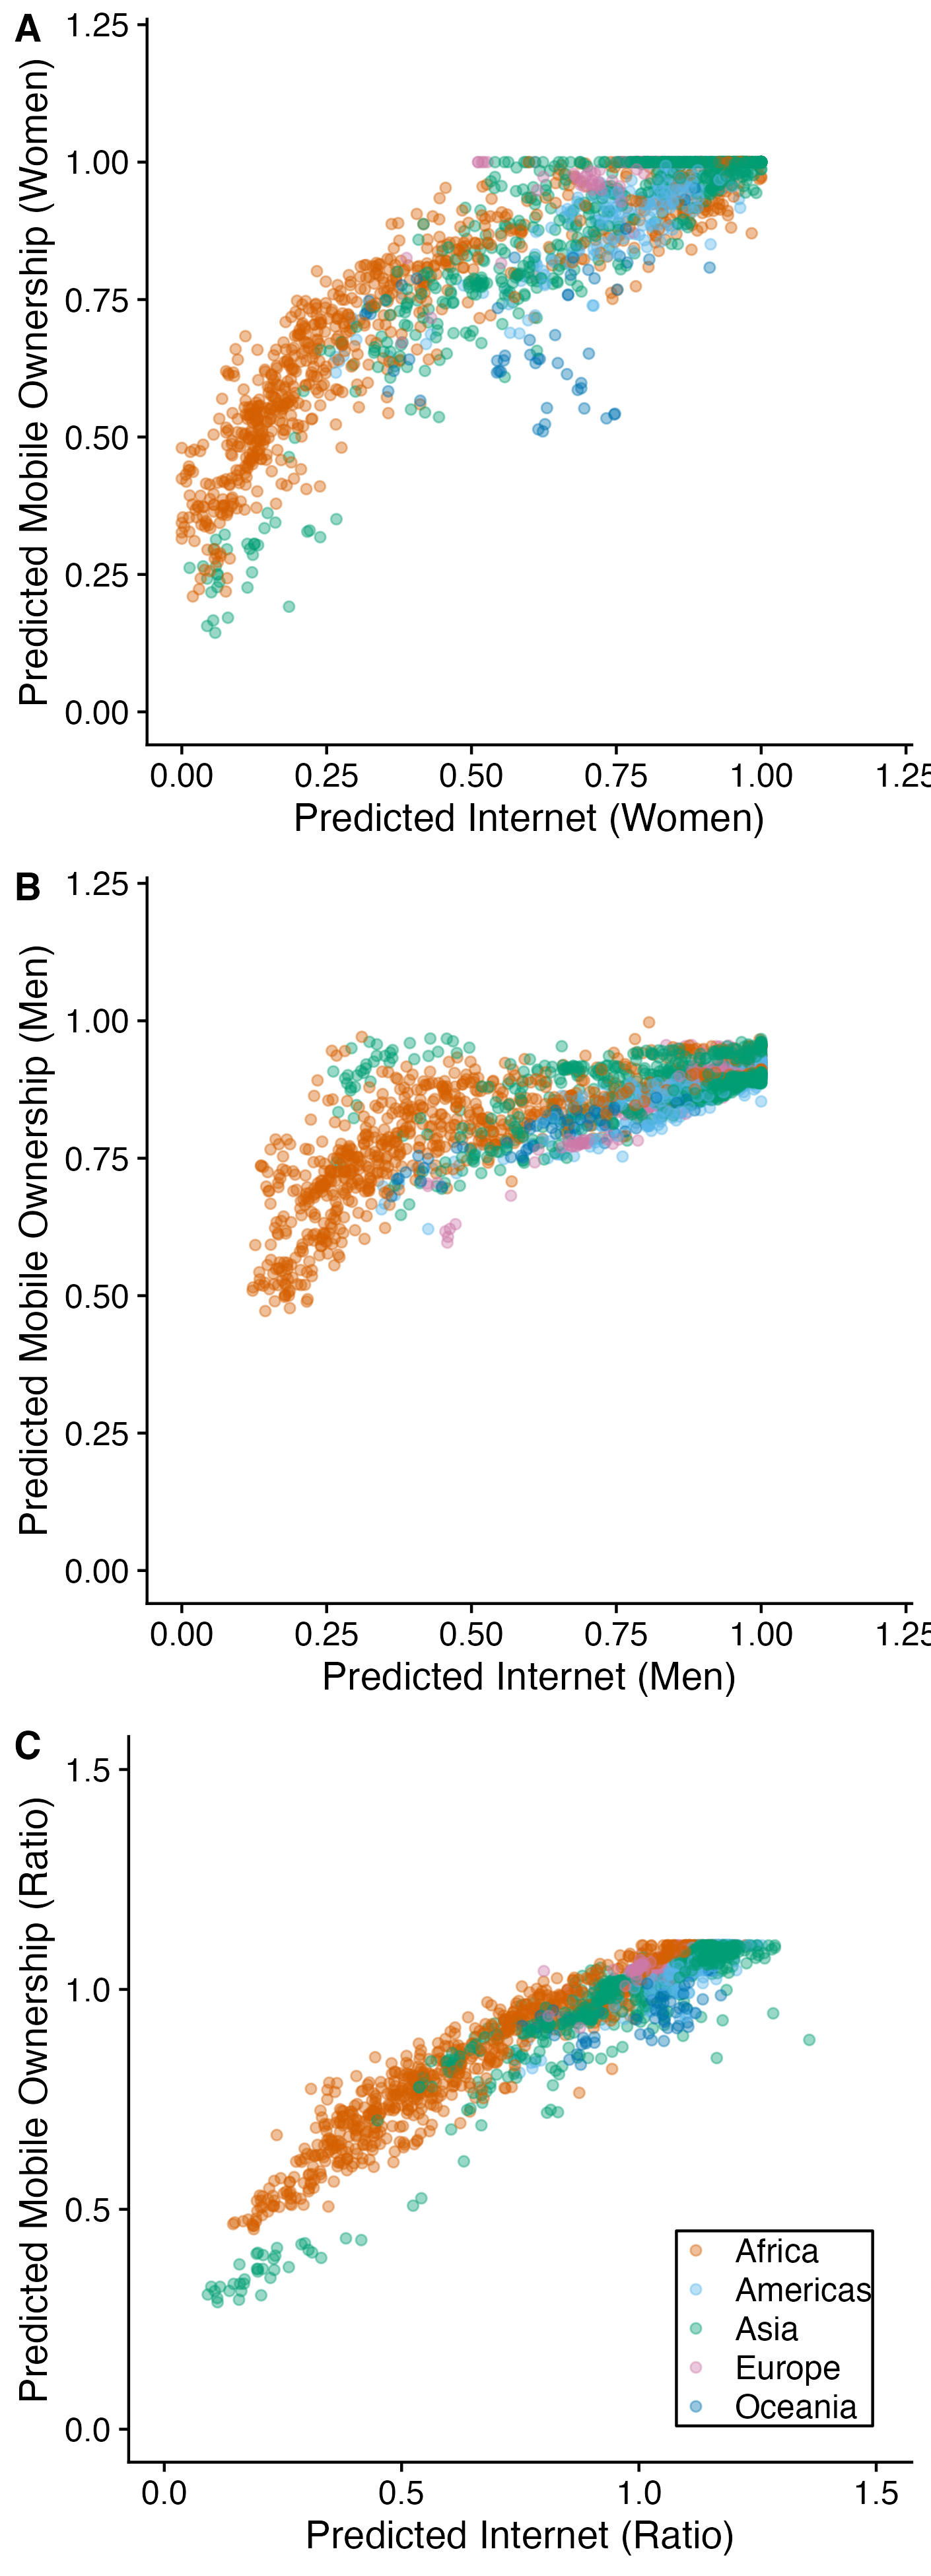 A
1.25
1.00
0.75
0.50
0.25
0.00
Predicted Mobile Ownership (Women)
0.00 0.25 0.50 0.75 1.00 1.25
Predicted Internet (Women)
B
1.25
1.00
0.75
0.50
0.25
0.00
Predicted Mobile Ownership (Men)
0.00 0.25 0.50 0.75 1.00 1.25
Predicted Internet (Men)
C
1.5
1.0
0.5
0.0
Predicted Mobile Ownership (Ratio)
Africa
Americas
Asia
Europe
Oceania
0.0 0.5 1.0 1.5
Predicted Internet (Ratio)